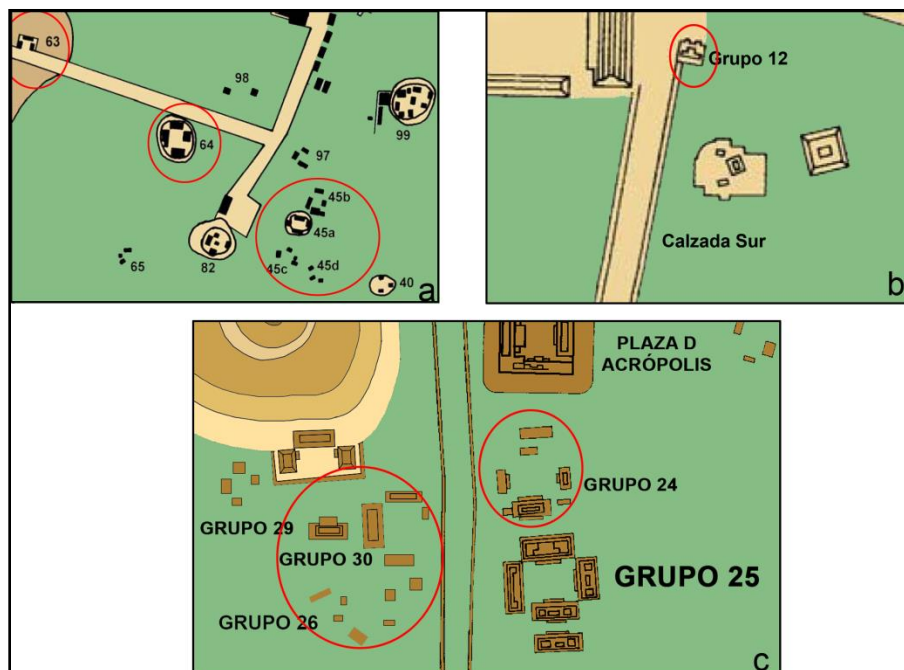 63
98
99
64
97
45b
45a
65
82
45c
45d
40
a
Grupo 12
Calzada Sur
b
PLAZA D
ACRÓPOLIS
GRUPO 24
GRUPO 29
GRUPO 30
GRUPO 25
GRUPO 26
c